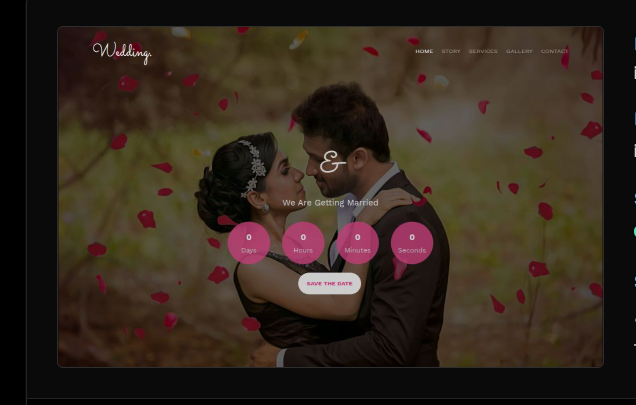 Wedding.
HOME STORY SERVICES GALLERY CONTACT
&
We Are Getting Married
0 0 0 0
Days Hours Minutes Seconds
SAVE THE DATE